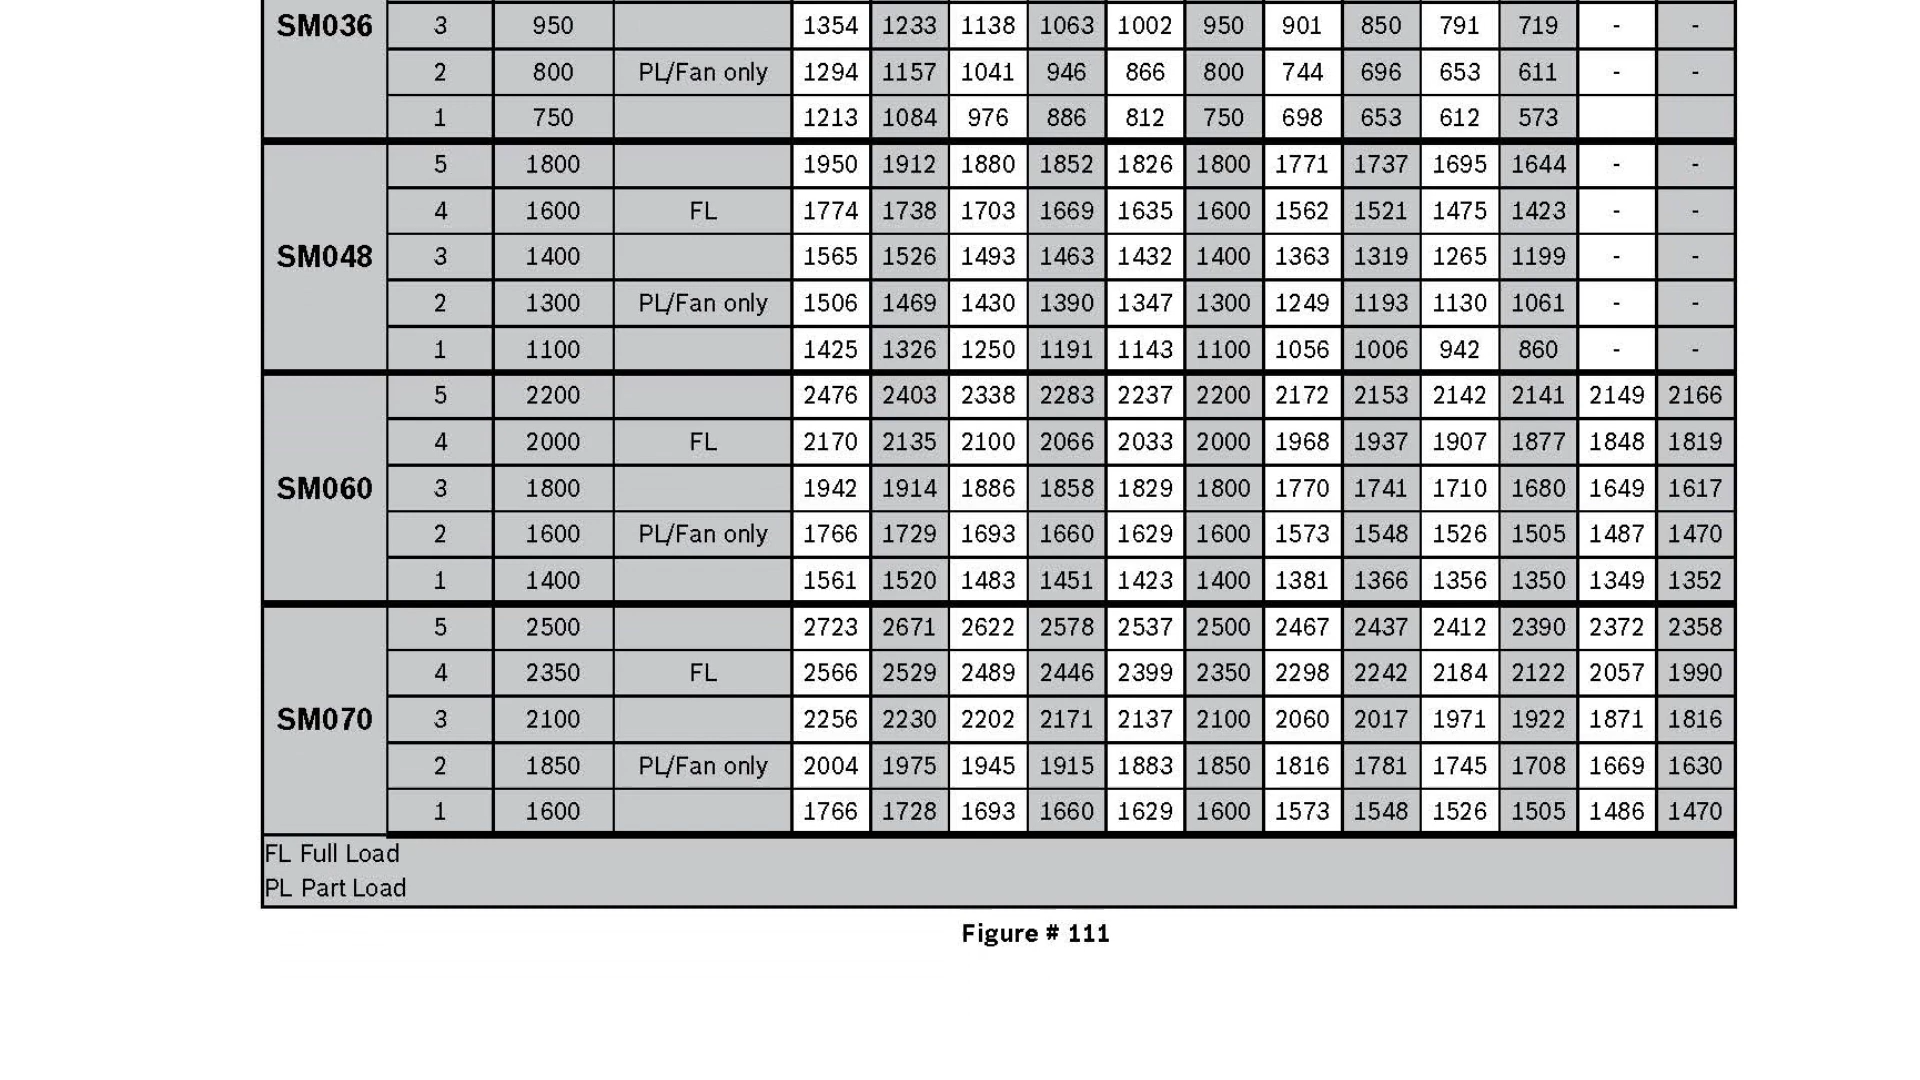 SM036 3 950 1354 1233 1138 1063 1002 950 901 850 791 719 - -
2 800 PL/Fan only 1294 1157 1041 946 866 800 744 696 653 611 - -
1 750 1213 1084 976 886 812 750 698 653 612 573
5 1800 1950 1912 1880 1852 1826 1800 1771 1737 1695 1644 - -
4 1600 FL 1774 1738 1703 1669 1635 1600 1562 1521 1475 1423 - -
SM048 3 1400 1565 1526 1493 1463 1432 1400 1363 1319 1265 1199 - -
2 1300 PL/Fan only 1506 1469 1430 1390 1347 1300 1249 1193 1130 1061 - -
1 1100 1425 1326 1250 1191 1143 1100 1056 1006 942 860 - -
5 2200 2476 2403 2338 2283 2237 2200 2172 2153 2142 2141 2149 2166
4 2000 FL 2170 2135 2100 2066 2033 2000 1968 1937 1907 1877 1848 1819
SM060 3 1800 1942 1914 1886 1858 1829 1800 1770 1741 1710 1680 1649 1617
2 1600 PL/Fan only 1766 1729 1693 1660 1629 1600 1573 1548 1526 1505 1487 1470
1 1400 1561 1520 1483 1451 1423 1400 1381 1366 1356 1350 1349 1352
5 2500 2723 2671 2622 2578 2537 2500 2467 2437 2412 2390 2372 2358
4 2350 FL 2566 2529 2489 2446 2399 2350 2298 2242 2184 2122 2057 1990
SM070 3 2100 2256 2230 2202 2171 2137 2100 2060 2017 1971 1922 1871 1816
2 1850 PL/Fan only 2004 1975 1945 1915 1883 1850 1816 1781 1745 1708 1669 1630
1 1600 1766 1728 1693 1660 1629 1600 1573 1548 1526 1505 1486 1470
FL Full Load
PL Part Load
Figure # 111